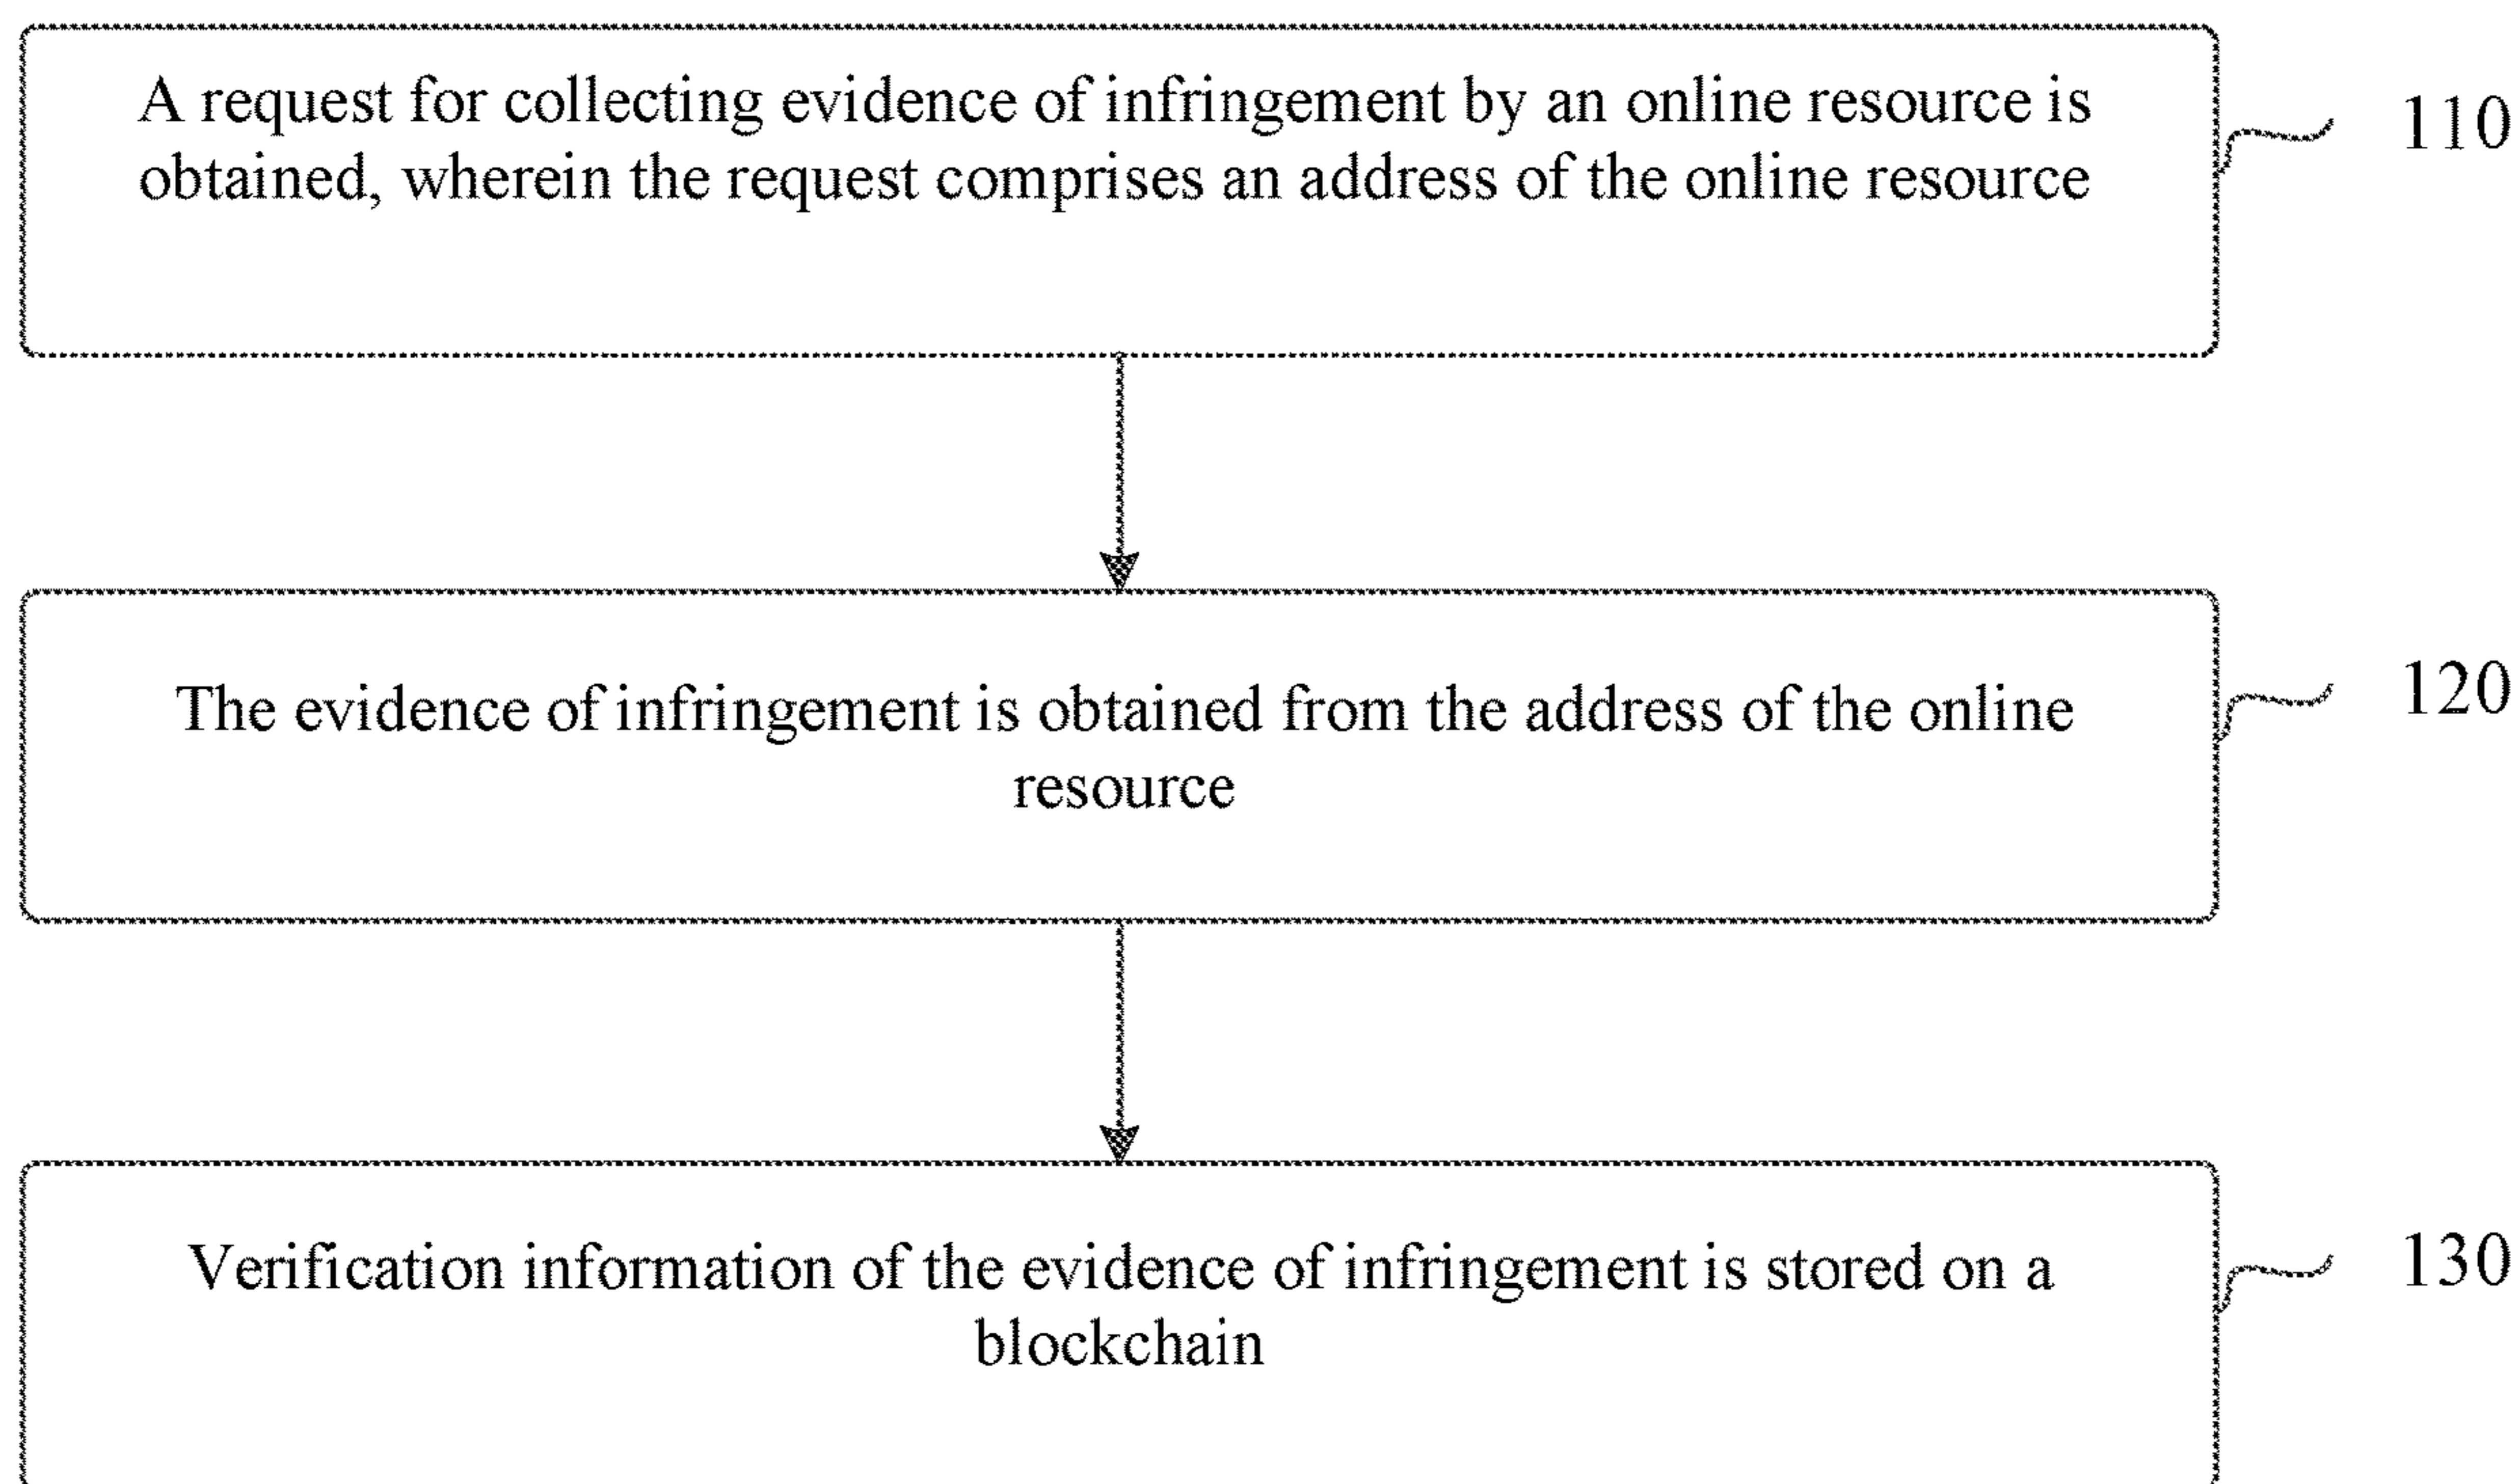 A request for collecting evidence of infringement by an online resource is
obtained, wherein the request comprises an address of the online resource
110
The evidence of infringement is obtained from the address of the online
resource
120
Verification information of the evidence of infringement is stored on a
blockchain
130